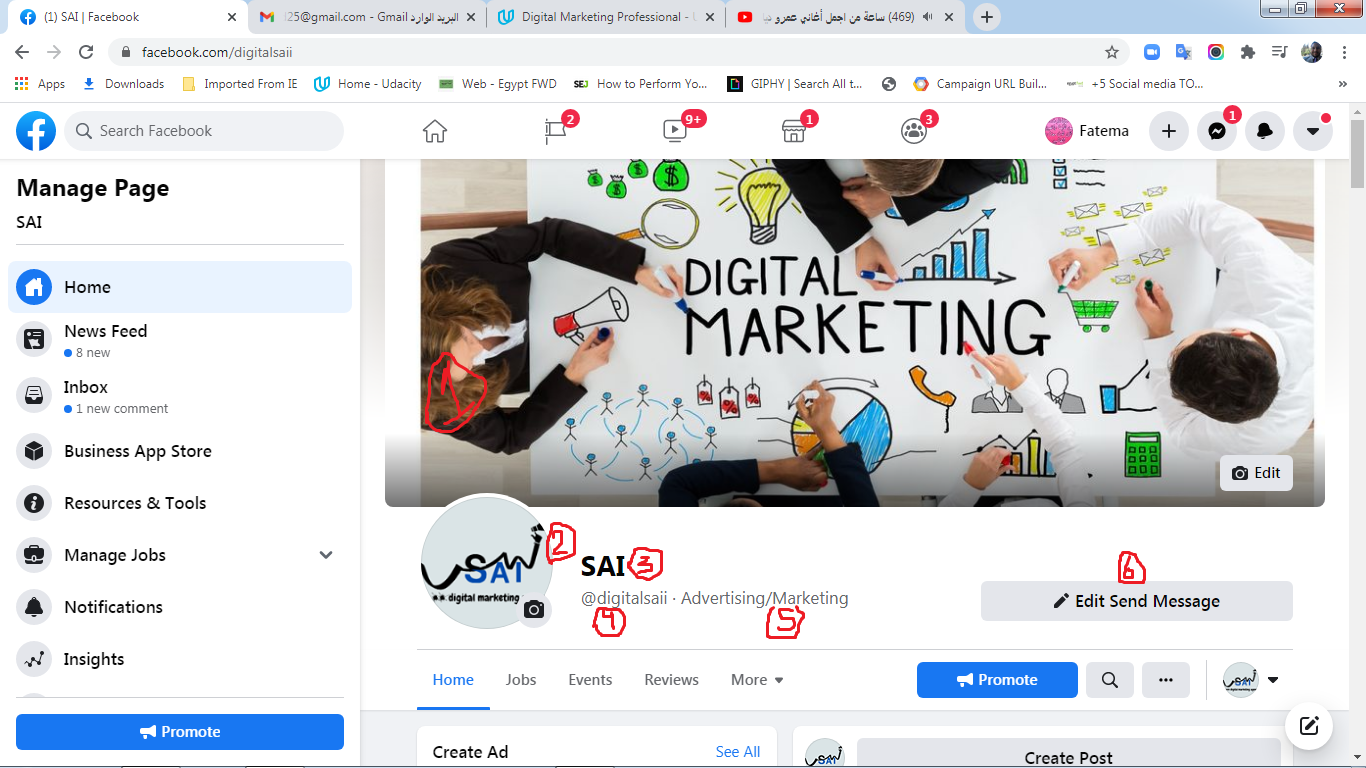 (1) SAI | Facebook
البريد الوارد - I25@gmail.com - Gmail
Digital Marketing Professional - U
(469) ساعة من اجمل أغاني عمرو ديا
facebook.com/digitalsaii
Apps
Downloads
Imported From IE
Home - Udacity
Web - Egypt FWD
SEJ
How to Perform Yo...
GIPHY | Search All t...
Campaign URL Buil...
+5 Social media TO...
Search Facebook
2
9+
1
3
Fatema
1
Manage Page
SAI
Home
News Feed
8 new
Inbox
1 new comment
Business App Store
Resources & Tools
Manage Jobs
Notifications
Insights
Promote
DIGITAL
MARKETING
1
Edit
SAI
digital marketing
2
SAI 3
@digitalsaii · Advertising/Marketing
4
5
6
Edit Send Message
Home
Jobs
Events
Reviews
More
Promote
Create Ad
See All
Create Post